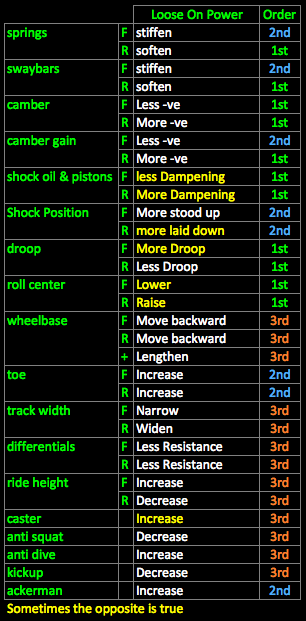 Loose On Power Order
springs F stiffen 2nd
R soften 1st
swaybars F stiffen 2nd
R soften 1st
camber F Less -ve 1st
R More -ve 1st
camber gain F Less -ve 2nd
R More -ve 1st
shock oil & pistons F less Dampening 1st
R More Dampening 1st
Shock Position F More stood up 2nd
R more laid down 2nd
droop F More Droop 1st
R Less Droop 1st
roll center F Lower 1st
R Raise 1st
wheelbase F Move backward 3rd
R Move backward 3rd
+ Lengthen 3rd
toe F Increase 2nd
R Increase 2nd
track width F Narrow 3rd
R Widen 3rd
differentials F Less Resistance 3rd
R Less Resistance 3rd
ride height F Increase 3rd
R Decrease 3rd
caster Increase 3rd
anti squat Decrease 3rd
anti dive Increase 3rd
kickup Decrease 3rd
ackerman Increase 2nd
Sometimes the opposite is true